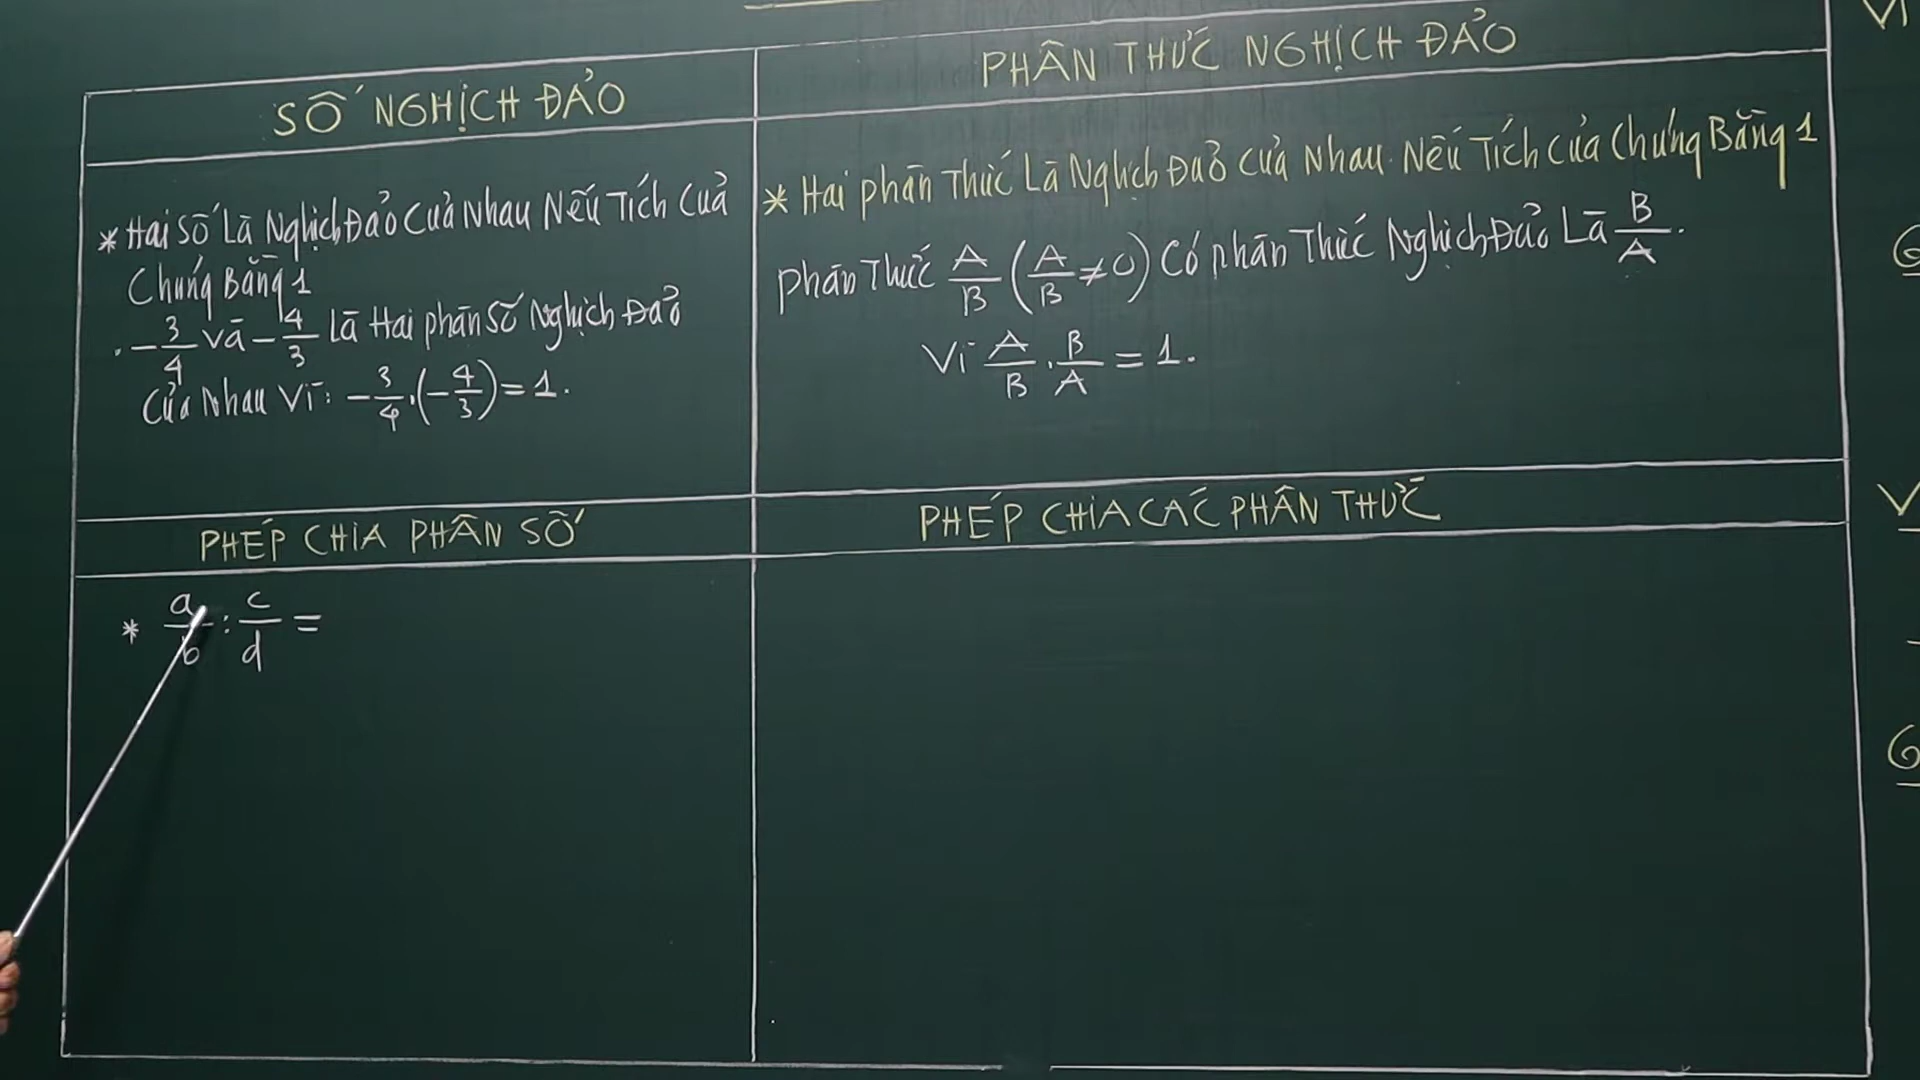 SỐ NGHỊCH ĐẢO
* Hai Số Là Nghịch Đảo Của Nhau Nếu Tích Của
Chúng Bằng 1
. -3/4 và -4/3 Là Hai phân Số Nghịch Đảo
Của Nhau Vì: -3/4 . (-4/3) = 1.
PHÂN THỨC NGHỊCH ĐẢO
* Hai phân Thức Là Nghịch Đảo Của Nhau Nếu Tích Của Chúng Bằng 1
phân Thức A/B (A/B ≠ 0) Có phân Thức Nghịch Đảo Là B/A.
Vì A/B . B/A = 1.
PHÉP CHIA PHÂN SỐ
* a/b : c/d =
PHÉP CHIA CÁC PHÂN THỨC